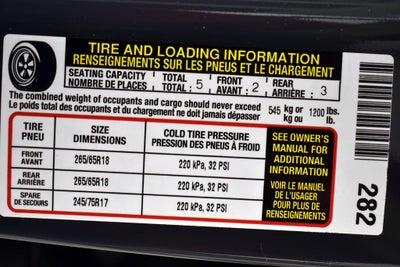 TIRE AND LOADING INFORMATION
RENSEIGNEMENTS SUR LES PNEUS ET LE CHARGEMENT
SEATING CAPACITY TOTAL : 5 FRONT : 2 REAR : 3
NOMBRE DE PLACES TOTAL AVANT ARRIÈRE
The combined weight of occupants and cargo should never exceed 545 kg or 1200 lbs.
Le poids total des occupants et du chargement ne doit jamais dépasser kg ou lb.
TIRE SIZE COLD TIRE PRESSURE
PNEU DIMENSIONS PRESSION DES PNEUS À FROID
FRONT 265/65R18 220 kPa, 32 PSI
AVANT
REAR 265/65R18 220 kPa, 32 PSI
ARRIÈRE
SPARE 245/75R17 220 kPa, 32 PSI
DE SECOURS
SEE OWNER'S
MANUAL FOR
ADDITIONAL
INFORMATION
VOIR LE MANUEL
DE L'USAGER
POUR PLUS DE
RENSEIGNEMENTS
282